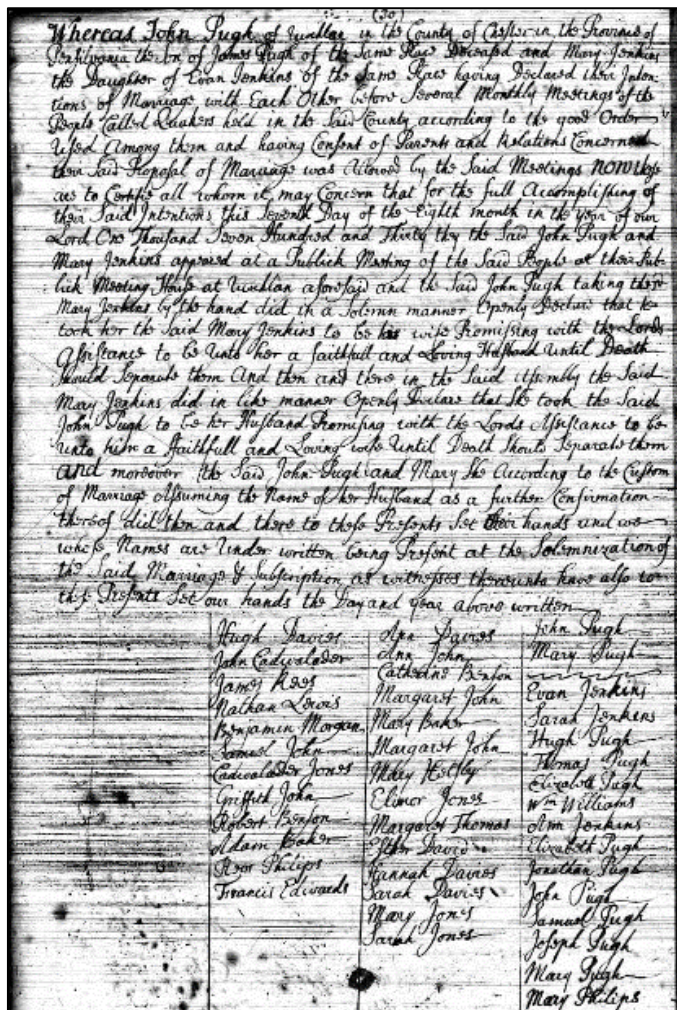 (30)
Whereas John Pugh of Uwchlan in the County of Chester in the Province of
Pensilvania the Son of James Pugh of the Same Place Deceased and Mary Jenkins
the Daughter of Evan Jenkins of the Same Place having Declared their Inten-
tions of Marriage with Each Other before Several Monthly Meetings of the
People Called Quakers held in the Said County according to the good Order
Used Among them and having Consent of Parents and Relations Concerned
their Said Proposal of Marriage was Allowed by the Said Meetings NOW these
are to Certifie all whom it may Concern that for the full Accomplishing of
their Said Intentions this Seventh Day of the Eighth month in the year of our
Lord One Thousand Seven Hundred and Thirty they the Said John Pugh and
Mary Jenkins appeared at a Publick Meeting of the Said People at their Pub-
lick Meeting House at Uwchlan aforesaid and the Said John Pugh taking the Sd
Mary Jenkins by the hand did in a Solemn manner Openly Declare that he
took her the Said Mary Jenkins to be his wife Promissing with the Lords
Assistance to be Unto her a faithfull and Loving Husband Until Death
Should Separate them And then and there in the Said Assembly the Said
Mary Jenkins did in like manner Openly Declare that She took the Said
John Pugh to be her Husband Promising with the Lords Assistance to be
Unto him a ffaithfull and Loving wife Until Death Should Separate them
And moreover the Said John Pugh and Mary She According to the Custom
of Marriage Assuming the Name of her Husband as a further Confirmation
thereof did then and there to these Presents Set their hands and we
whose Names are Under written being Present at the Solemnization of
the Said Marriage & Subscription as witnesses thereunto have also to
these Presents Set our hands the Day and year above written
Hugh Davies
John Cadwalader
James Rees
Nathan Lewis
Benjamin Morgan
Samuel John
Cadwalader Jones
Griffith John
Robert Benson
Adam Baker
Rees Philips
Francis Edwards
Ann Davies
Ann John
Catherine Benson
Margaret John
Mary Baker
Margaret John
Mary
Elinor Jones
Margaret Thomas
Esther David
Hannah Davies
Sarah Davies
Mary Jones
Sarah Jones
John Pugh
Mary Pugh
Evan Jenkins
Sarah Jenkins
Hugh Pugh
Thomas Pugh
Elizabeth Pugh
Wm Williams
Ann Jenkins
Elizabeth Pugh
Jonathan Pugh
John Pugh
Samuel Pugh
Joseph Pugh
Mary Pugh
Mary Philips